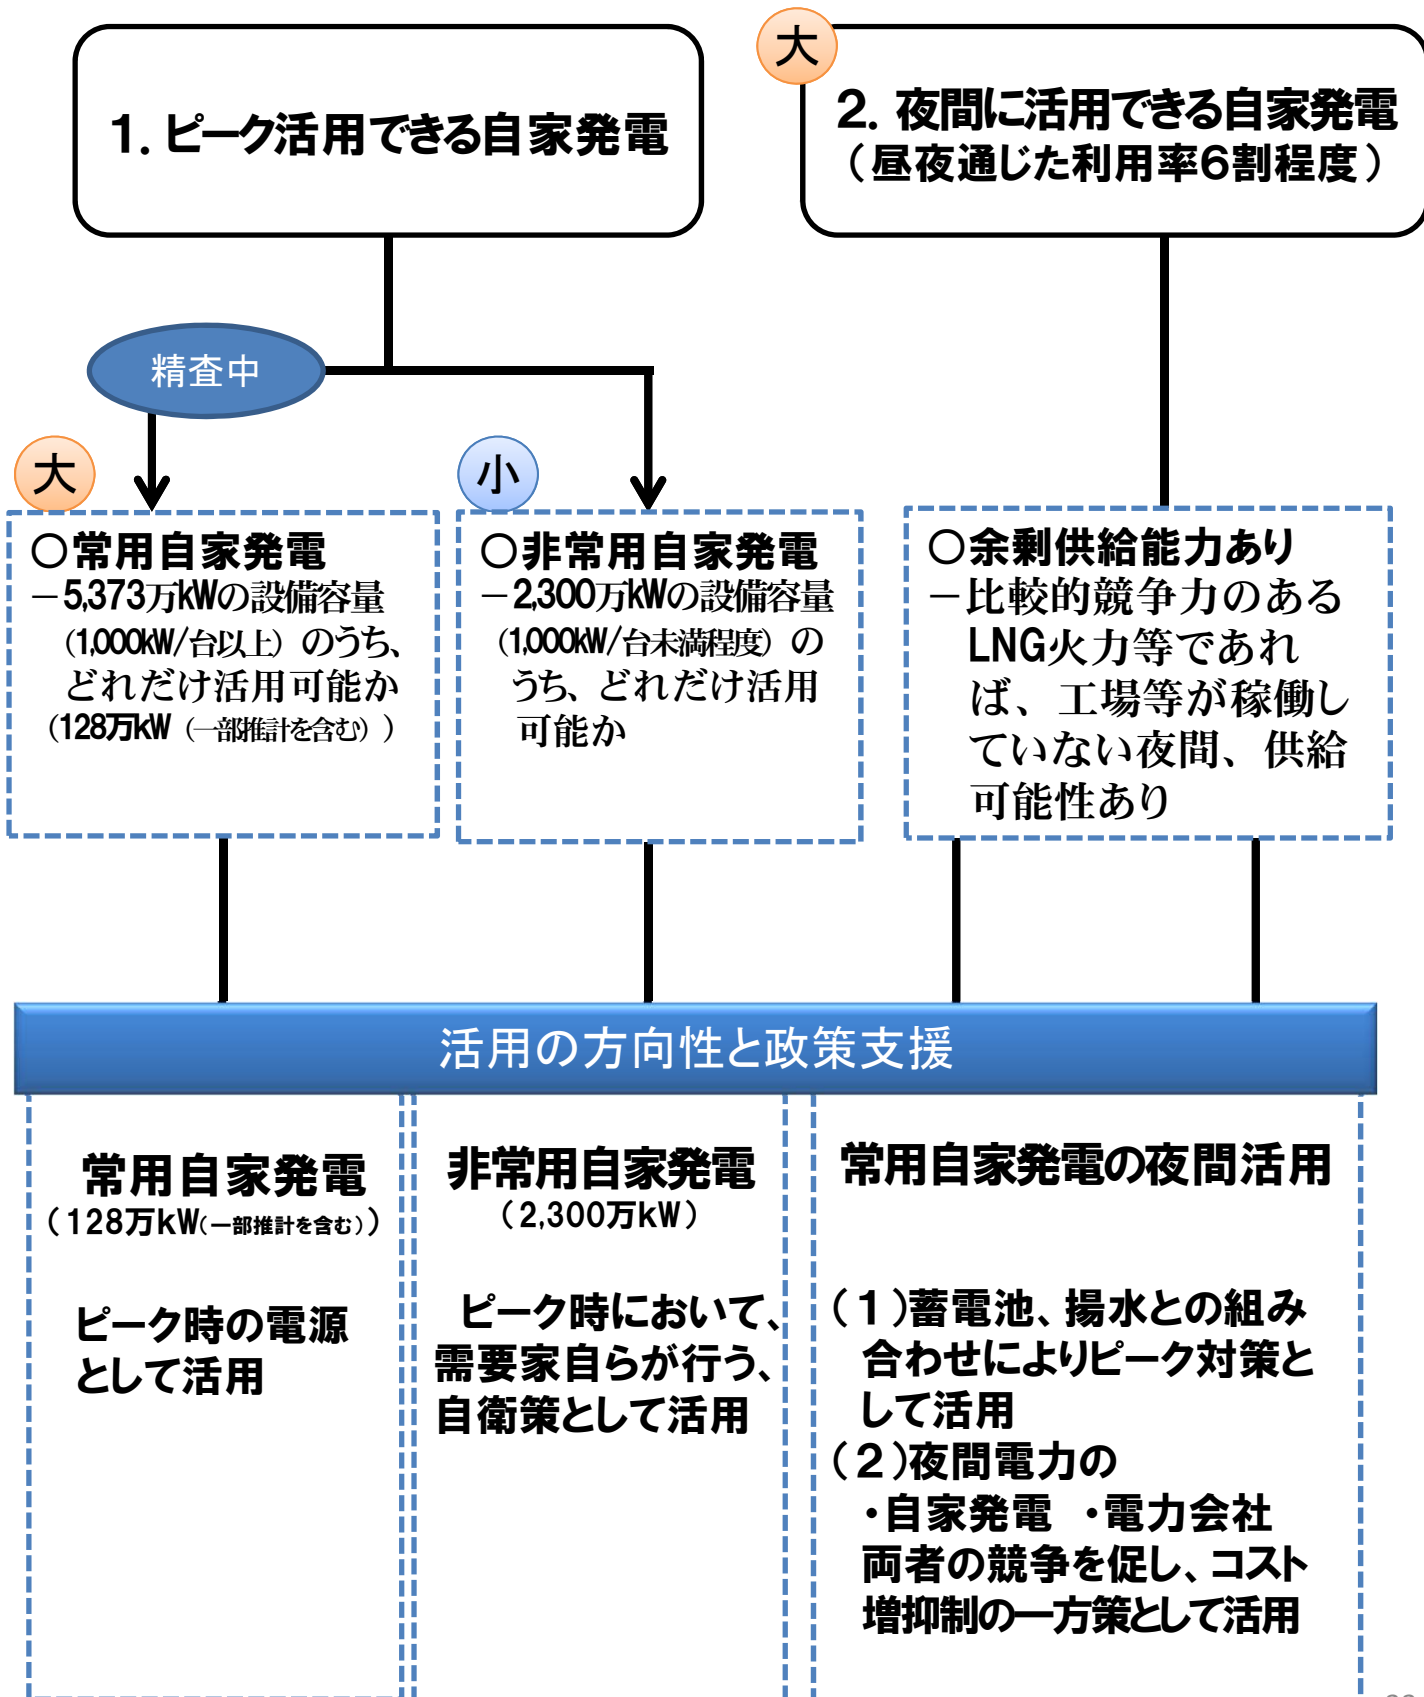 1. ピーク活用できる自家発電
大
2. 夜間に活用できる自家発電
（昼夜通じた利用率6割程度）
精査中
大
○常用自家発電
－5,373万kWの設備容量
（1,000kW/台以上）のうち、
どれだけ活用可能か
（128万kW（一部推計を含む））
小
○非常用自家発電
－2,300万kWの設備容量
（1,000kW/台未満程度）の
うち、どれだけ活用
可能か
○余剰供給能力あり
－比較的競争力のある
LNG火力等であれ
ば、工場等が稼働し
ていない夜間、供給
可能性あり
活用の方向性と政策支援
常用自家発電
（128万kW（一部推計を含む））
ピーク時の電源
として活用
非常用自家発電
（2,300万kW）
ピーク時において、
需要家自らが行う、
自衛策として活用
常用自家発電の夜間活用
（1）蓄電池、揚水との組み
合わせによりピーク対策と
して活用
（2）夜間電力の
・自家発電　・電力会社
両者の競争を促し、コスト
増抑制の一方策として活用